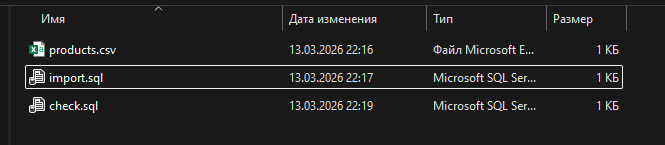 Имя Дата изменения Тип Размер
products.csv 13.03.2026 22:16 Файл Microsoft E... 1 КБ
import.sql 13.03.2026 22:17 Microsoft SQL Ser... 1 КБ
check.sql 13.03.2026 22:19 Microsoft SQL Ser... 1 КБ